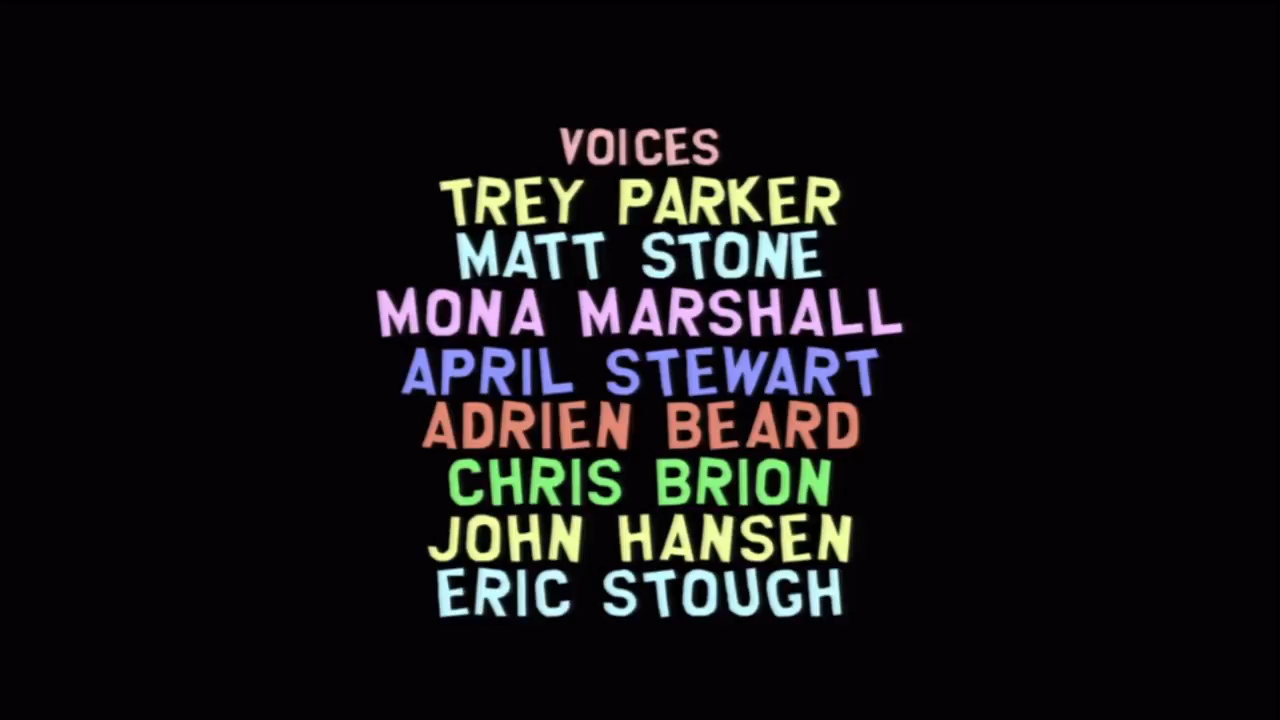 VOICES
TREY PARKER
MATT STONE
MONA MARSHALL
APRIL STEWART
ADRIEN BEARD
CHRIS BRION
JOHN HANSEN
ERIC STOUGH